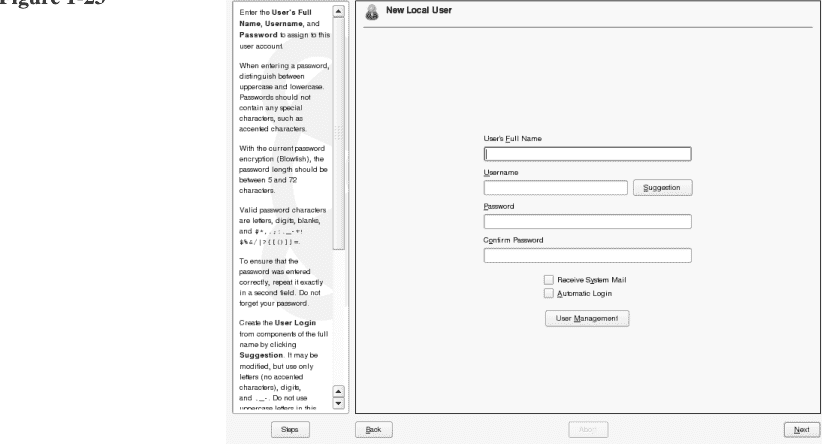 Figure 1-23
Enter the User's Full
Name, Username, and
Password to assign to this
user account.
When entering a password,
distinguish between
uppercase and lowercase.
Passwords should not
contain any special
characters, such as
accented characters.
With the current password
encryption (Blowfish), the
password length should be
between 5 and 72
characters.
Valid password characters
are letters, digits, blanks,
and
To ensure that the
password was entered
correctly, repeat it exactly
in a second field. Do not
forget your password.
Create the User Login
from components of the full
name by clicking
Suggestion. It may be
modified, but use only
letters (no accented
characters), digits,
and . _ -. Do not use
uppercase letters in this
New Local User
User's Full Name
Username
Suggestion
Password
Confirm Password
Receive System Mail
Automatic Login
User Management
Steps
Back
Abort
Next